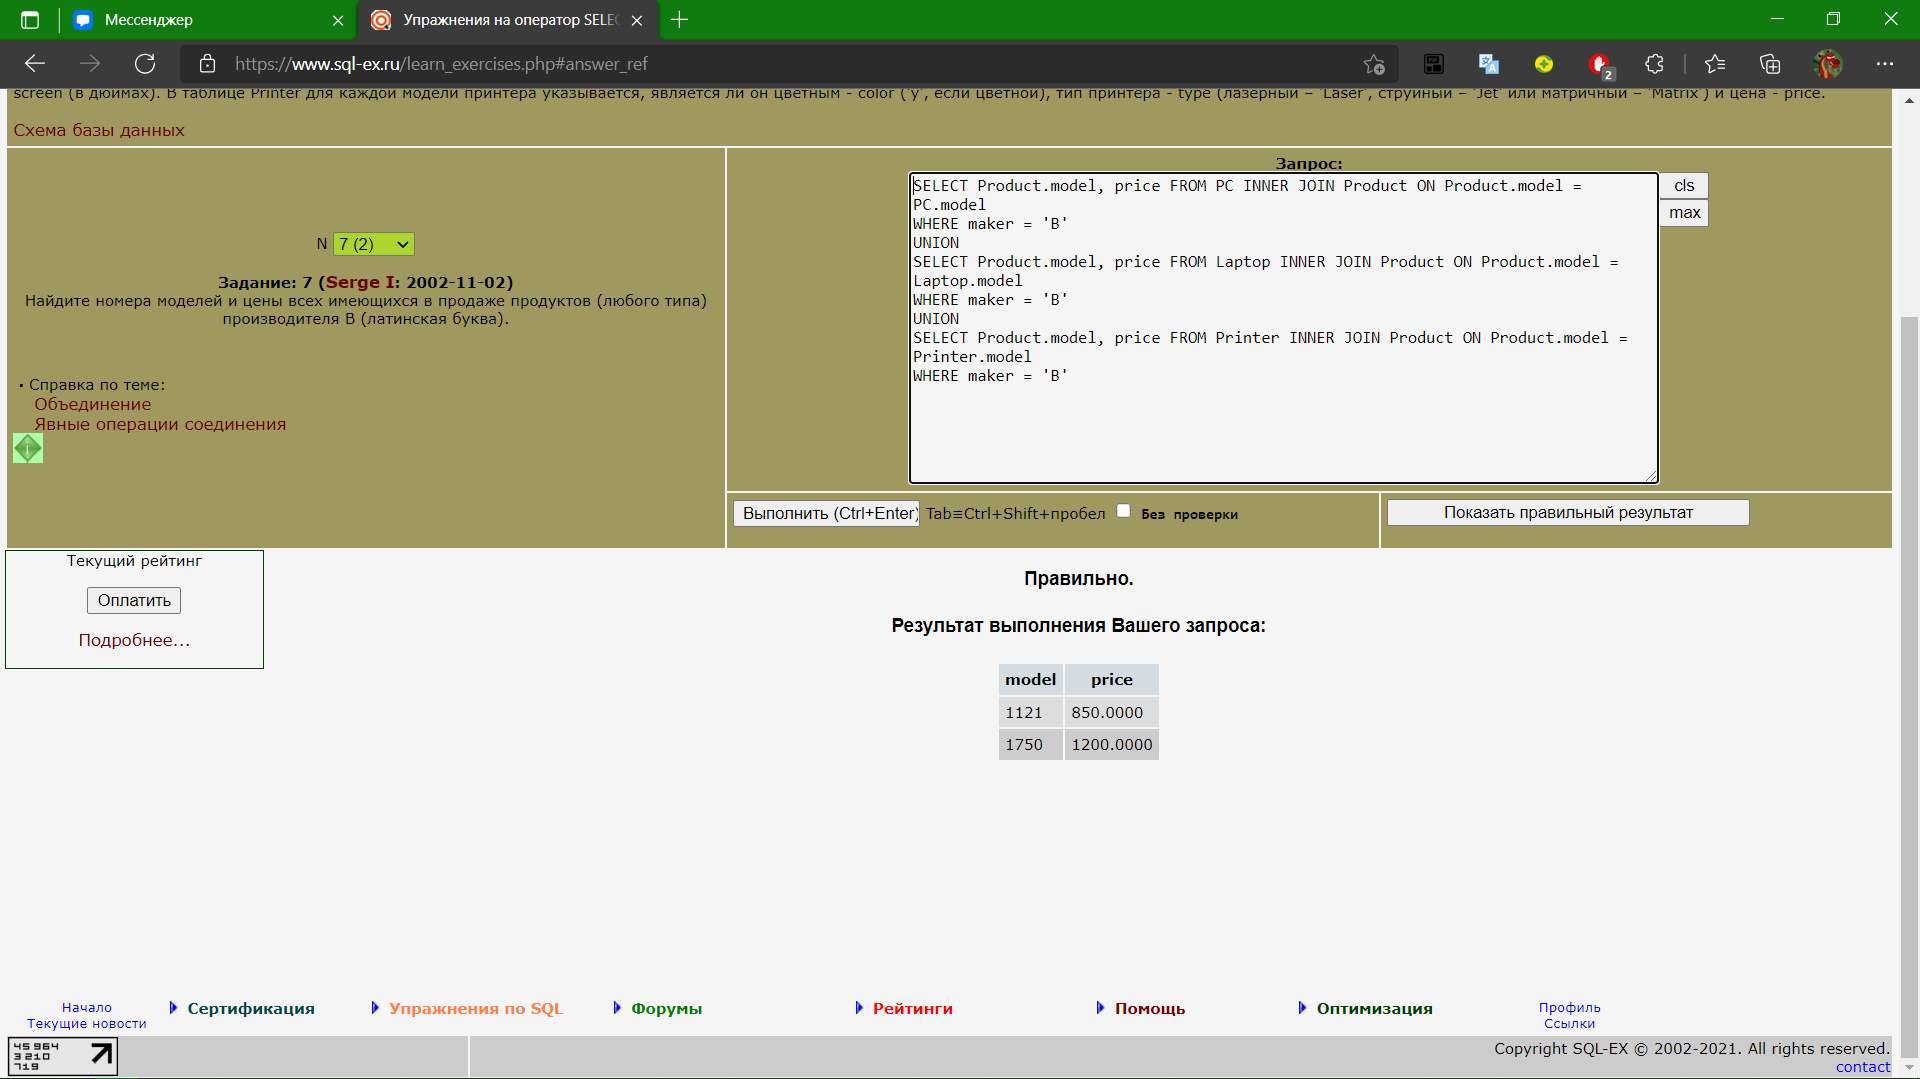 Мессенджер
Упражнения на оператор SELEC
https://www.sql-ex.ru/learn_exercises.php#answer_ref
2
screen (в дюймах). В таблице Printer для каждой модели принтера указывается, является ли он цветным - color ('y', если цветной), тип принтера - type (лазерный – 'Laser', струйный – 'Jet' или матричный – 'Matrix') и цена - price.
Схема базы данных
Запрос:
SELECT Product.model, price FROM PC INNER JOIN Product ON Product.model =
PC.model
WHERE maker = 'B'
UNION
SELECT Product.model, price FROM Laptop INNER JOIN Product ON Product.model =
Laptop.model
WHERE maker = 'B'
UNION
SELECT Product.model, price FROM Printer INNER JOIN Product ON Product.model =
Printer.model
WHERE maker = 'B'
cls
max
N 7 (2)
Задание: 7 (Serge I: 2002-11-02)
Найдите номера моделей и цены всех имеющихся в продаже продуктов (любого типа)
производителя B (латинская буква).
• Справка по теме:
Объединение
Явные операции соединения
Выполнить (Ctrl+Enter) Tab≡Ctrl+Shift+пробел Без проверки
Показать правильный результат
Текущий рейтинг
Оплатить
Подробнее...
Правильно.
Результат выполнения Вашего запроса:
model price
1121 850.0000
1750 1200.0000
Начало
Текущие новости
Сертификация
Упражнения по SQL
Форумы
Рейтинги
Помощь
Оптимизация
Профиль
Ссылки
45 964
3 210
719
Copyright SQL-EX © 2002-2021. All rights reserved.
contact